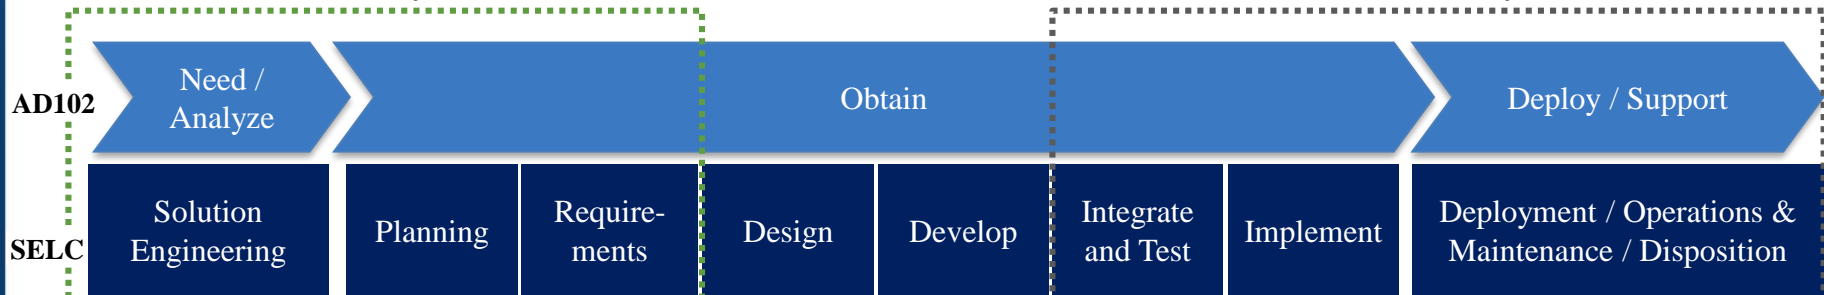 AD102
Need /
Analyze
Obtain
Deploy / Support
SELC
Solution
Engineering
Planning
Require-
ments
Design
Develop
Integrate
and Test
Implement
Deployment / Operations &
Maintenance / Disposition